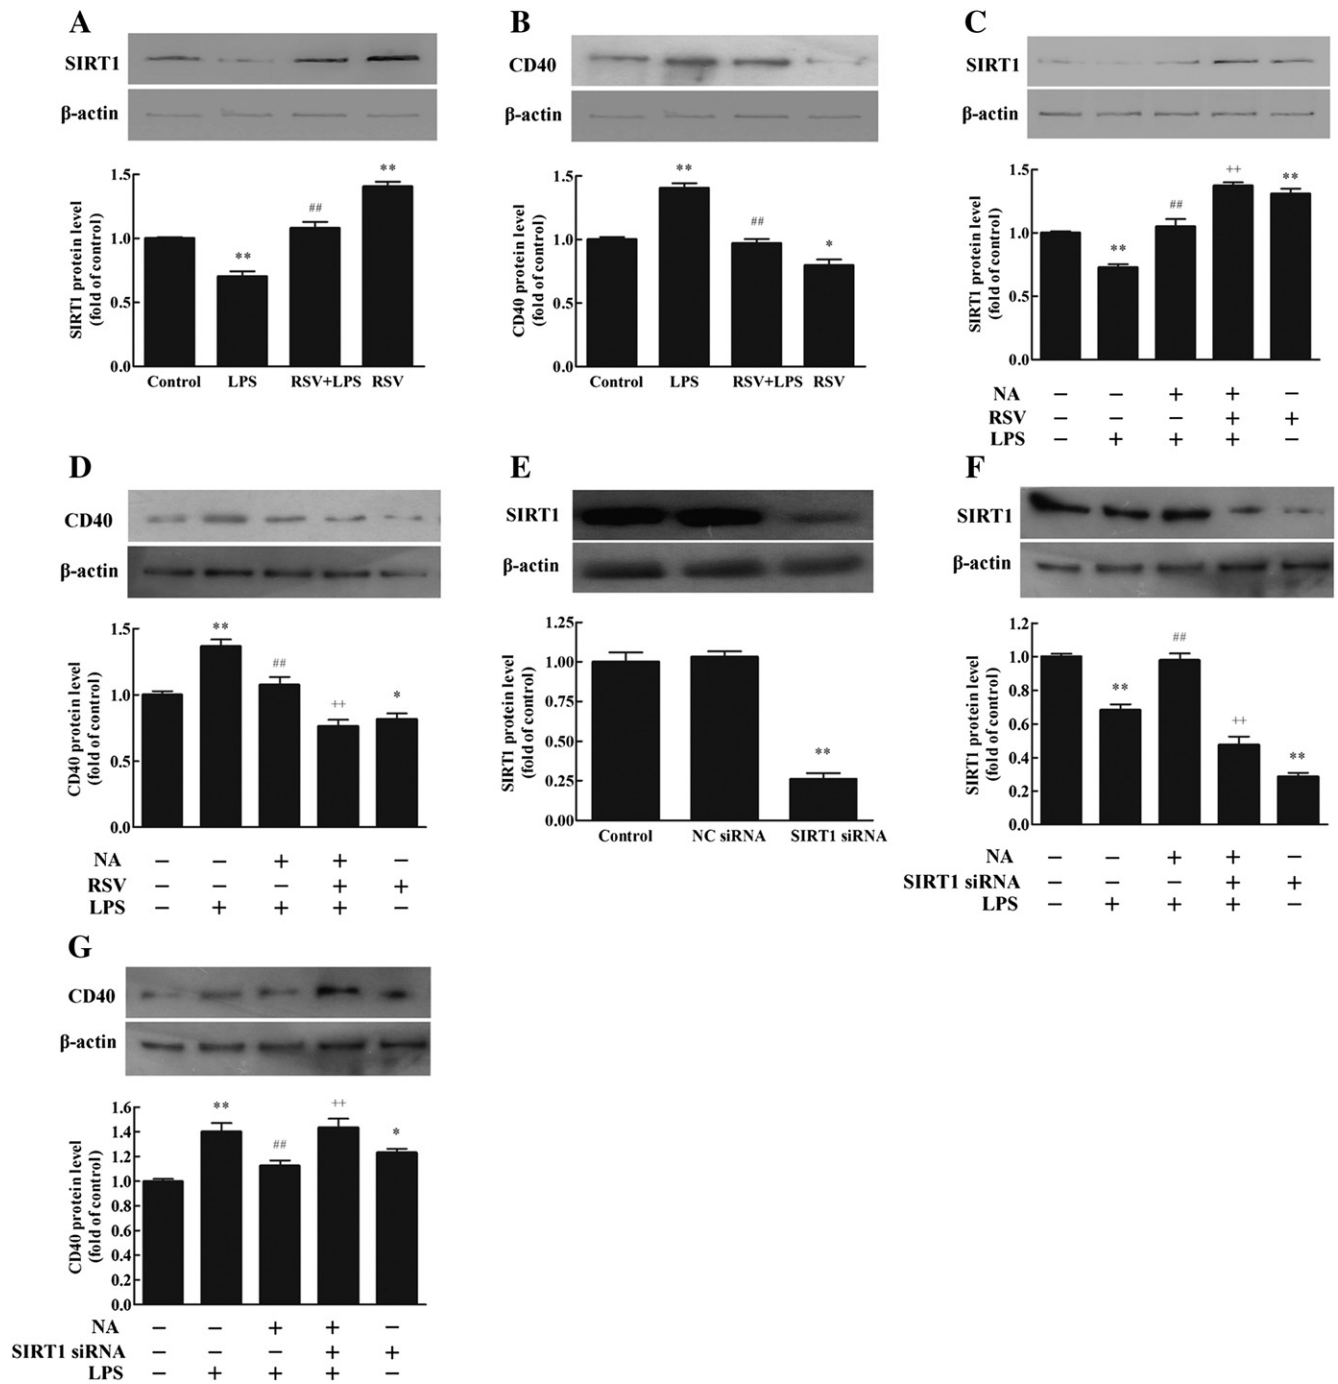 A
SIRT1
β-actin
SIRT1 protein level
(fold of control)
1.5
1.0
0.5
0.0
**
##
**
Control LPS RSV+LPS RSV
B
CD40
β-actin
CD40 protein level
(fold of control)
1.5
1.0
0.5
0.0
**
##
*
Control LPS RSV+LPS RSV
C
SIRT1
β-actin
SIRT1 protein level
(fold of control)
1.5
1.0
0.5
0.0
**
##
++
**
NA − − + + −
RSV − − − + +
LPS − + + + −
D
CD40
β-actin
CD40 protein level
(fold of control)
1.5
1.0
0.5
0.0
**
##
++
*
NA − − + + −
RSV − − − + +
LPS − + + + −
E
SIRT1
β-actin
SIRT1 protein level
(fold of control)
1.25
1.00
0.75
0.50
0.25
0.00
**
Control NC siRNA SIRT1 siRNA
F
SIRT1
β-actin
SIRT1 protein level
(fold of control)
1.2
1.0
0.8
0.6
0.4
0.2
0.0
**
##
++
**
NA − − + + −
SIRT1 siRNA − − − + +
LPS − + + + −
G
CD40
β-actin
CD40 protein level
(fold of control)
1.6
1.4
1.2
1.0
0.8
0.6
0.4
0.2
0.0
**
##
++
*
NA − − + + −
SIRT1 siRNA − − − + +
LPS − + + + −